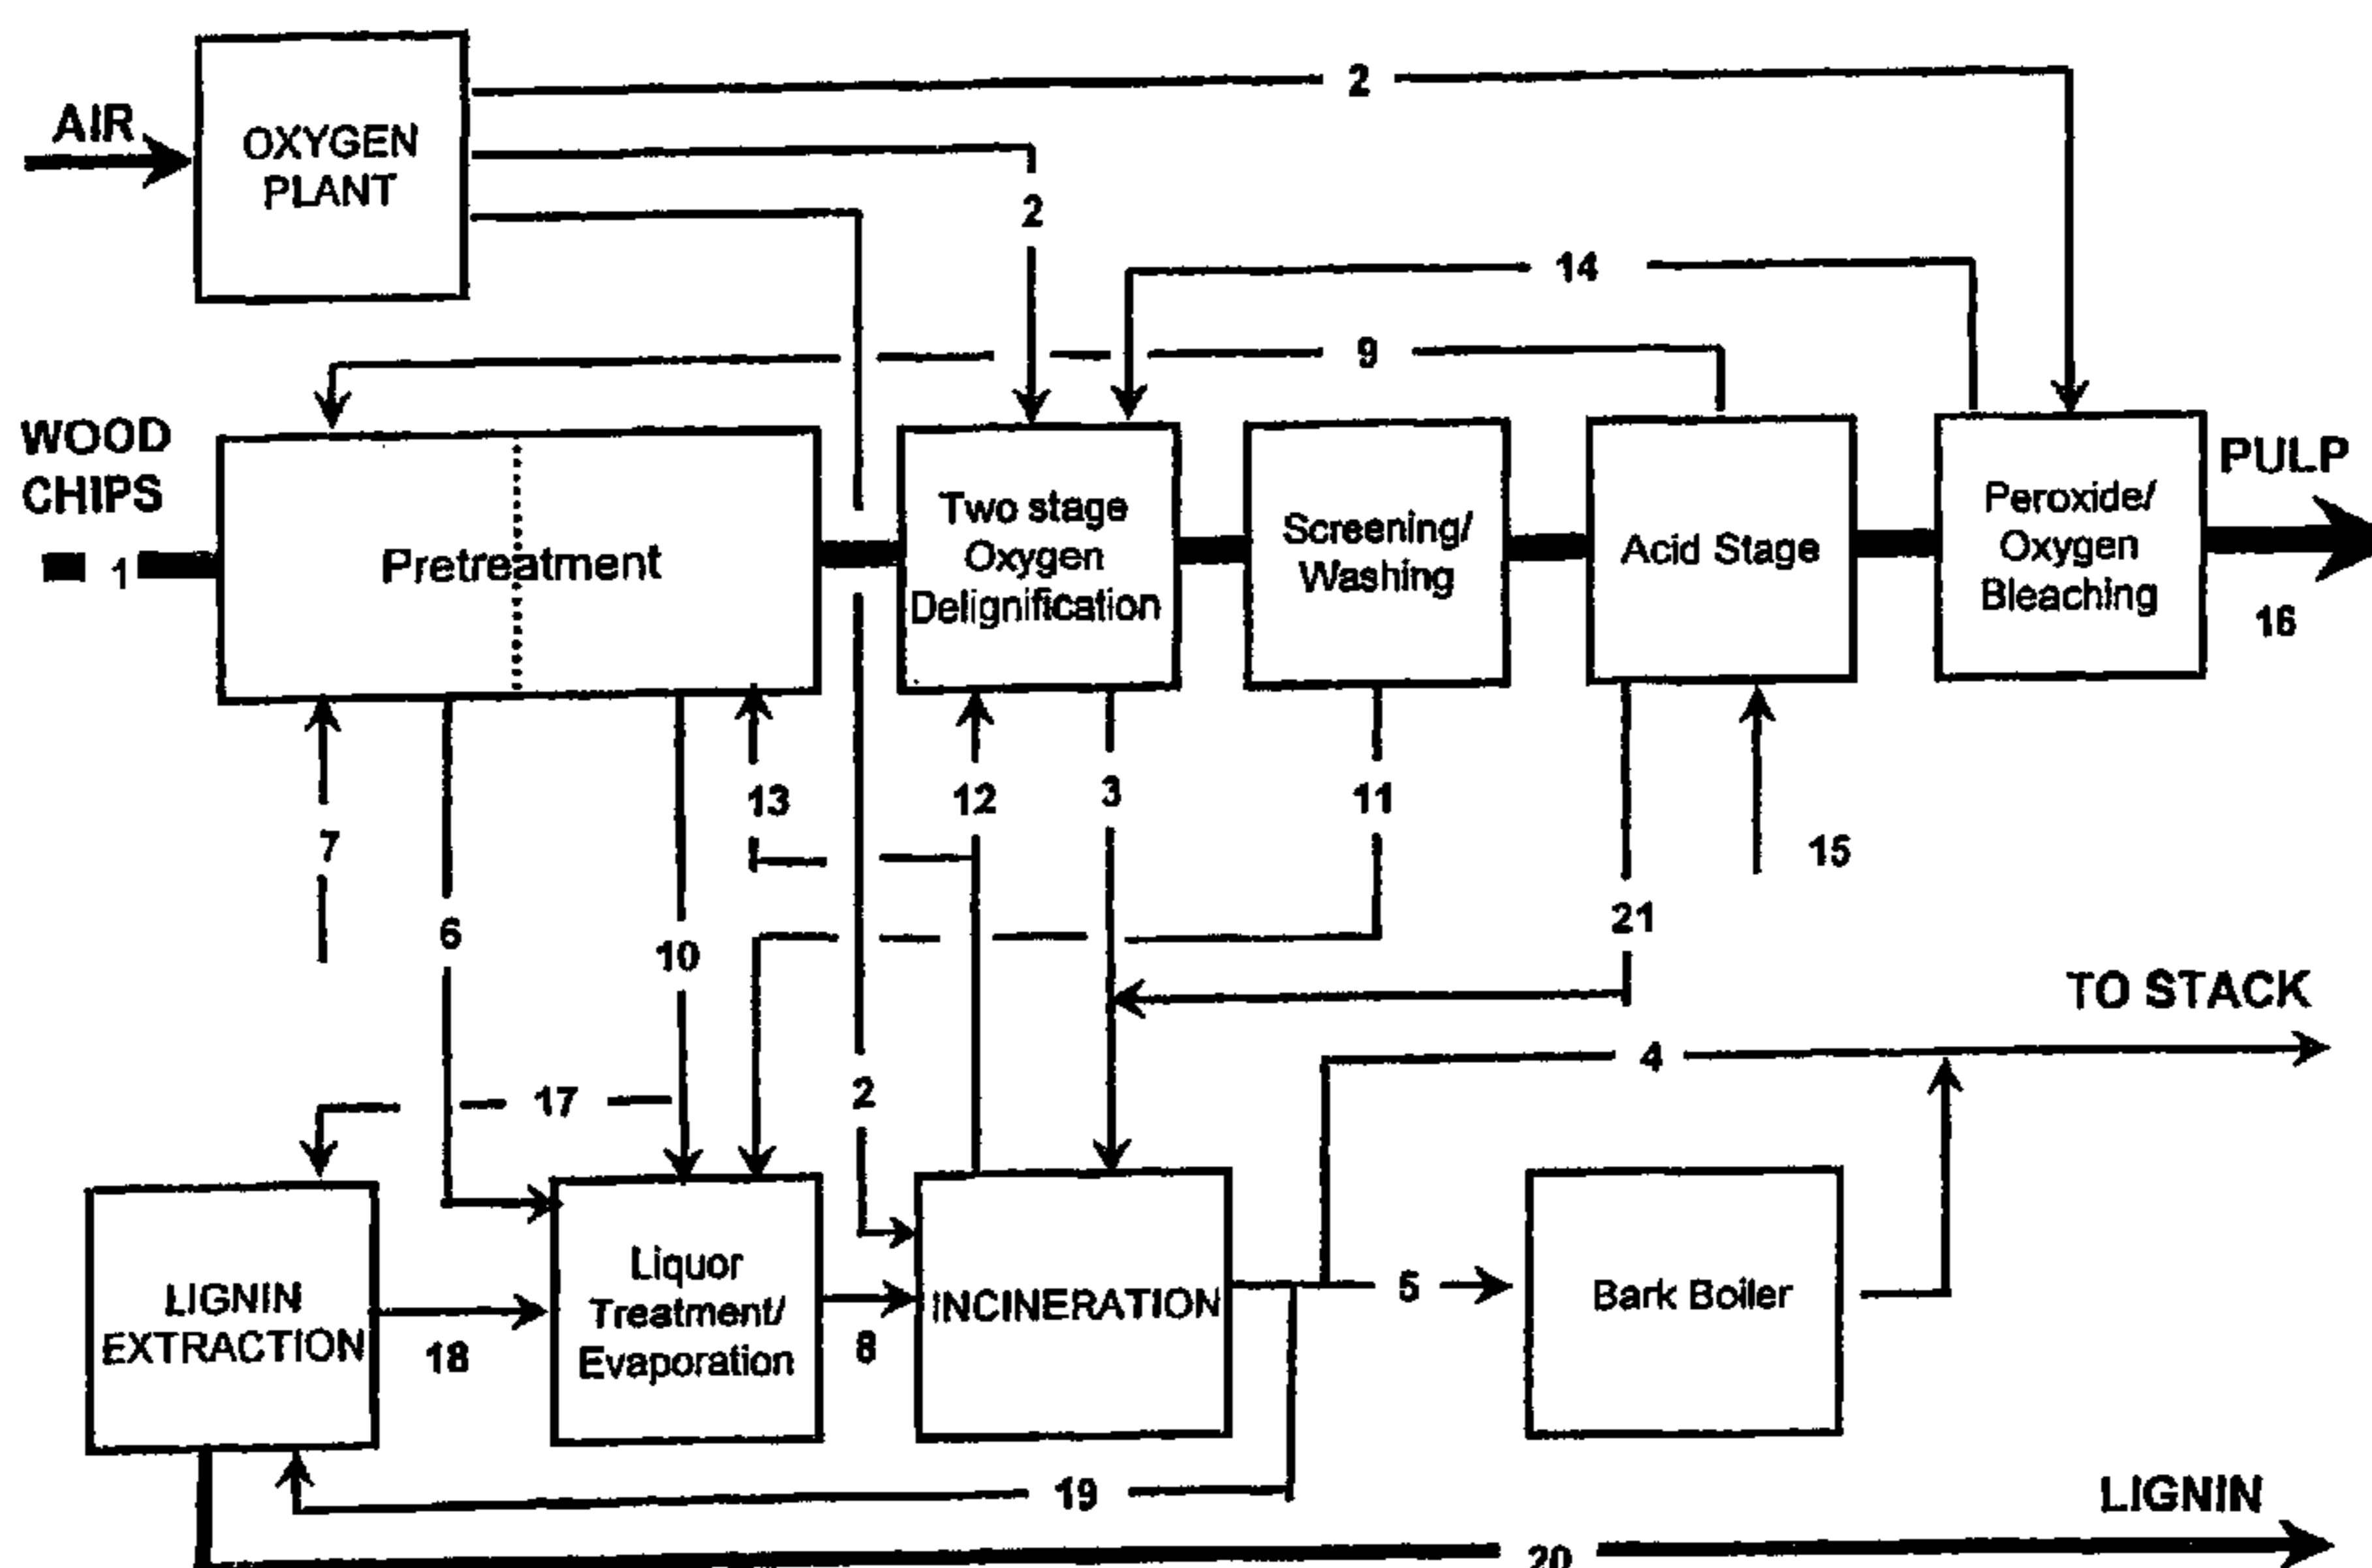 2
AIR
OXYGEN
PLANT
2
14
9
WOOD
CHIPS
1
Pretreatment
Two stage
Oxygen
Delignification
Screening/
Washing
Acid Stage
Peroxide/
Oxygen
Bleaching
PULP
16
13
12
3
11
7
15
6
10
21
TO STACK
4
2
17
LIGNIN
EXTRACTION
18
Liquor
Treatment/
Evaporation
8
INCINERATION
5
Bark Boiler
19
LIGNIN
20